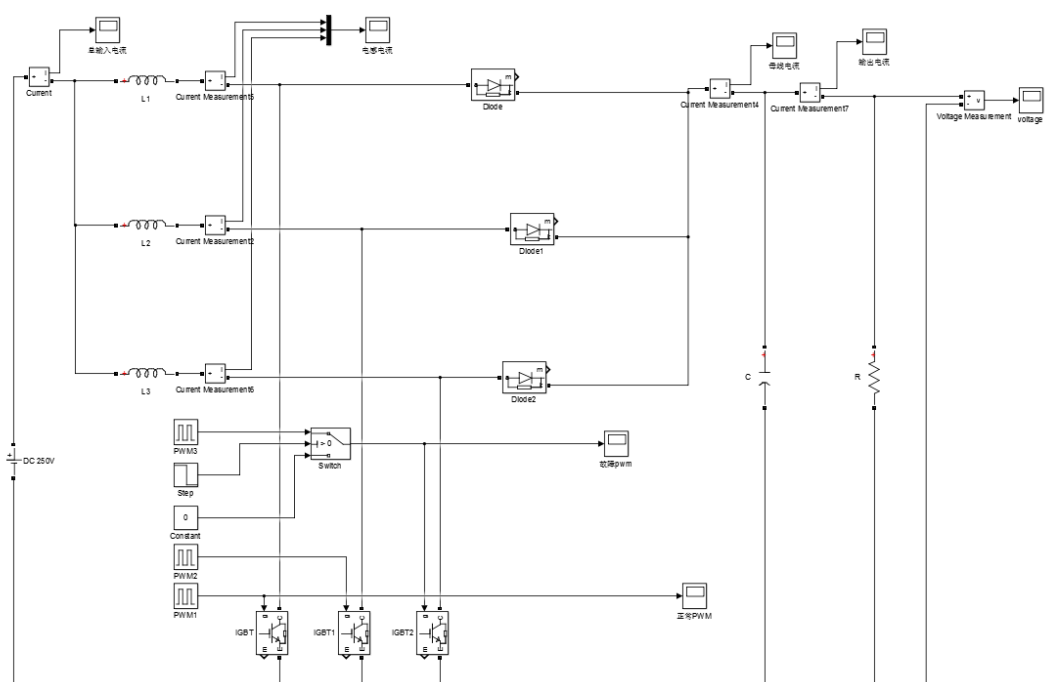 总输入电流
电感电流
母线电流
输出电流
Current
L1
Current Measurement5
m
Diode
Current Measurement4
Current Measurement7
Voltage Measurement
voltage
L2
Current Measurement2
m
Diode1
L3
Current Measurement6
m
Diode2
C
R
PWM3
> 0
Switch
故障pwm
DC 250V
Step
0
Constant
PWM2
PWM1
正常PWM
IGBT
IGBT1
IGBT2